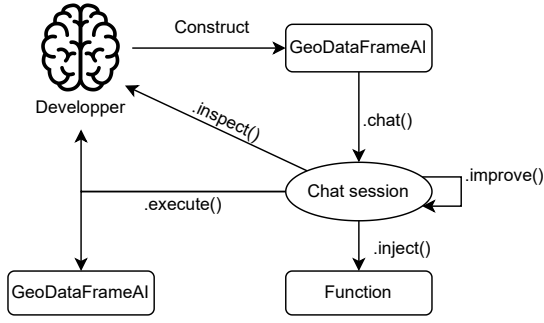 Construct
GeoDataFrameAI
Developper
.inspect()
.chat()
Chat session
.improve()
.execute()
.inject()
GeoDataFrameAI
Function